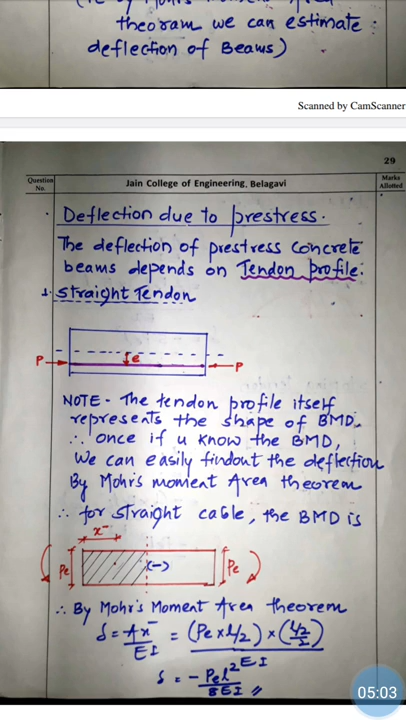 theoram we can estimate
deflection of Beams)
Scanned by CamScanner
29
Question No.
Jain College of Engineering, Belagavi
Marks Allotted
Deflection due to prestress.
The deflection of prestress concrete
beams depends on Tendon profile.
1. Straight Tendon
P
e
P
NOTE - The tendon profile itself
represents the shape of BMD.
∴ once if u know the BMD,
We can easily findout the deflection
By Mohr's moment Area theorem
∴ for straight cable, the BMD is
x̄
Pe
(-)
Pe
∴ By Mohr's Moment Area theorem
δ = Ax̄/EI = (Pe x L/2) x (L/2/2)/EI
δ = - Pel²/8EI //
05:03